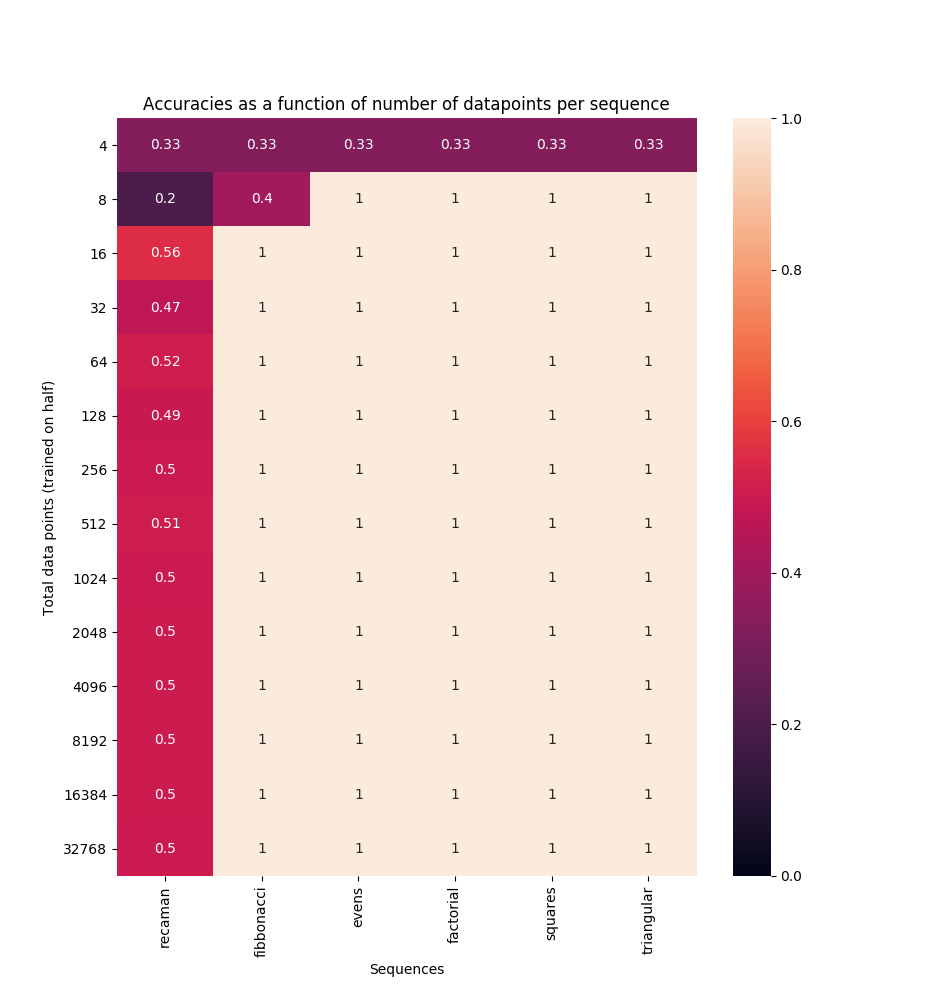 Accuracies as a function of number of datapoints per sequence
4 0.33 0.33 0.33 0.33 0.33 0.33
8 0.2 0.4 1 1 1 1
16 0.56 1 1 1 1 1
32 0.47 1 1 1 1 1
64 0.52 1 1 1 1 1
128 0.49 1 1 1 1 1
256 0.5 1 1 1 1 1
512 0.51 1 1 1 1 1
1024 0.5 1 1 1 1 1
2048 0.5 1 1 1 1 1
4096 0.5 1 1 1 1 1
8192 0.5 1 1 1 1 1
16384 0.5 1 1 1 1 1
32768 0.5 1 1 1 1 1
Total data points (trained on half)
recaman fibbonacci evens factorial squares triangular
Sequences
1.0
0.8
0.6
0.4
0.2
0.0